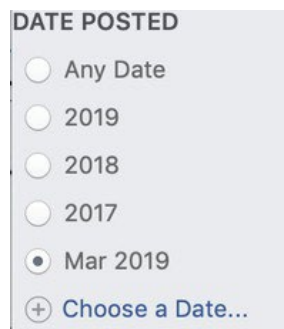 DATE POSTED
Any Date
2019
2018
2017
Mar 2019
Choose a Date...